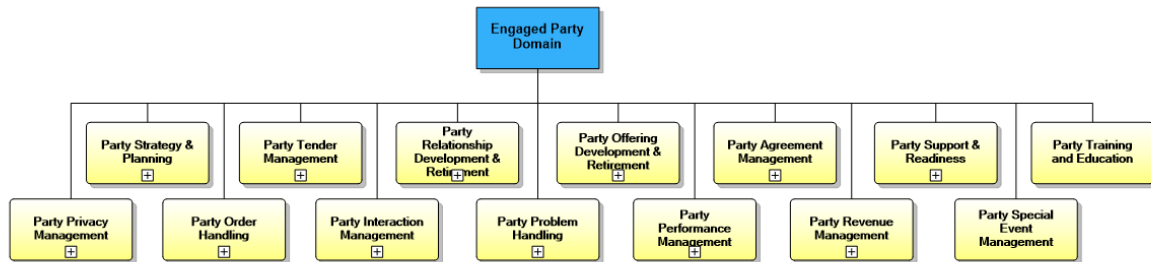 Engaged Party
Domain
Party Strategy &
Planning
Party Tender
Management
Party
Relationship
Development &
Retirement
Party Offering
Development &
Retirement
Party Agreement
Management
Party Support &
Readiness
Party Training
and Education
Party Privacy
Management
Party Order
Handling
Party Interaction
Management
Party Problem
Handling
Party
Performance
Management
Party Revenue
Management
Party Special
Event
Management